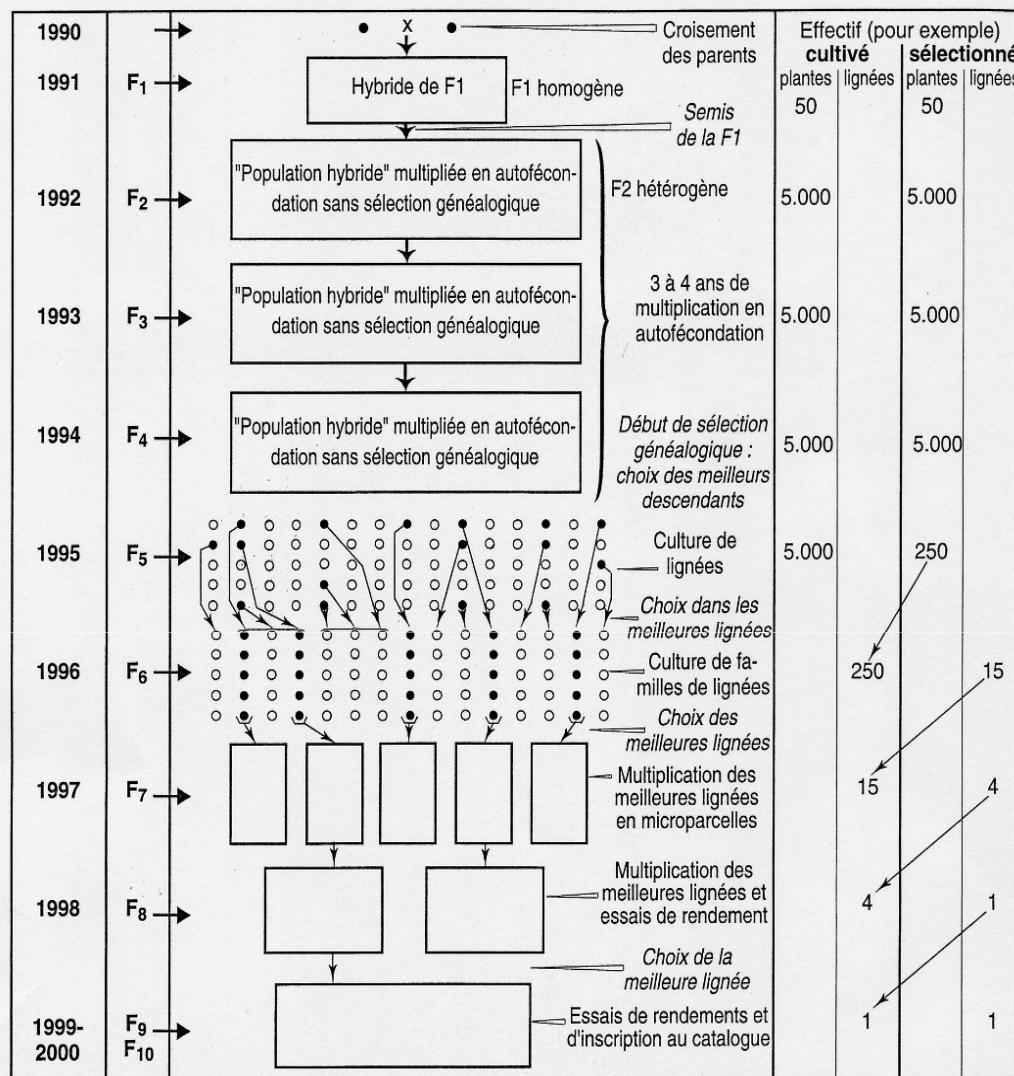 1990
X
Croisement
des parents
Effectif (pour exemple)
cultivé
sélectionné
plantes
lignées
plantes
lignées
1991
F1
Hybride de F1
F1 homogène
50
50
Semis
de la F1
1992
F2
"Population hybride" multipliée en autofécon-
dation sans sélection généalogique
F2 hétérogène
5.000
5.000
1993
F3
"Population hybride" multipliée en autofécon-
dation sans sélection généalogique
3 à 4 ans de
multiplication en
autofécondation
5.000
5.000
1994
F4
"Population hybride" multipliée en autofécon-
dation sans sélection généalogique
Début de sélection
généalogique :
choix des meilleurs
descendants
5.000
5.000
1995
F5
Culture de
lignées
5.000
250
Choix dans les
meilleures lignées
1996
F6
Culture de fa-
milles de lignées
250
15
Choix des
meilleures lignées
1997
F7
Multiplication des
meilleures lignées
en microparcelles
15
4
1998
F8
Multiplication des
meilleures lignées et
essais de rendement
4
1
Choix de la
meilleure lignée
1999-
2000
F9
F10
Essais de rendements et
d'inscription au catalogue
1
1